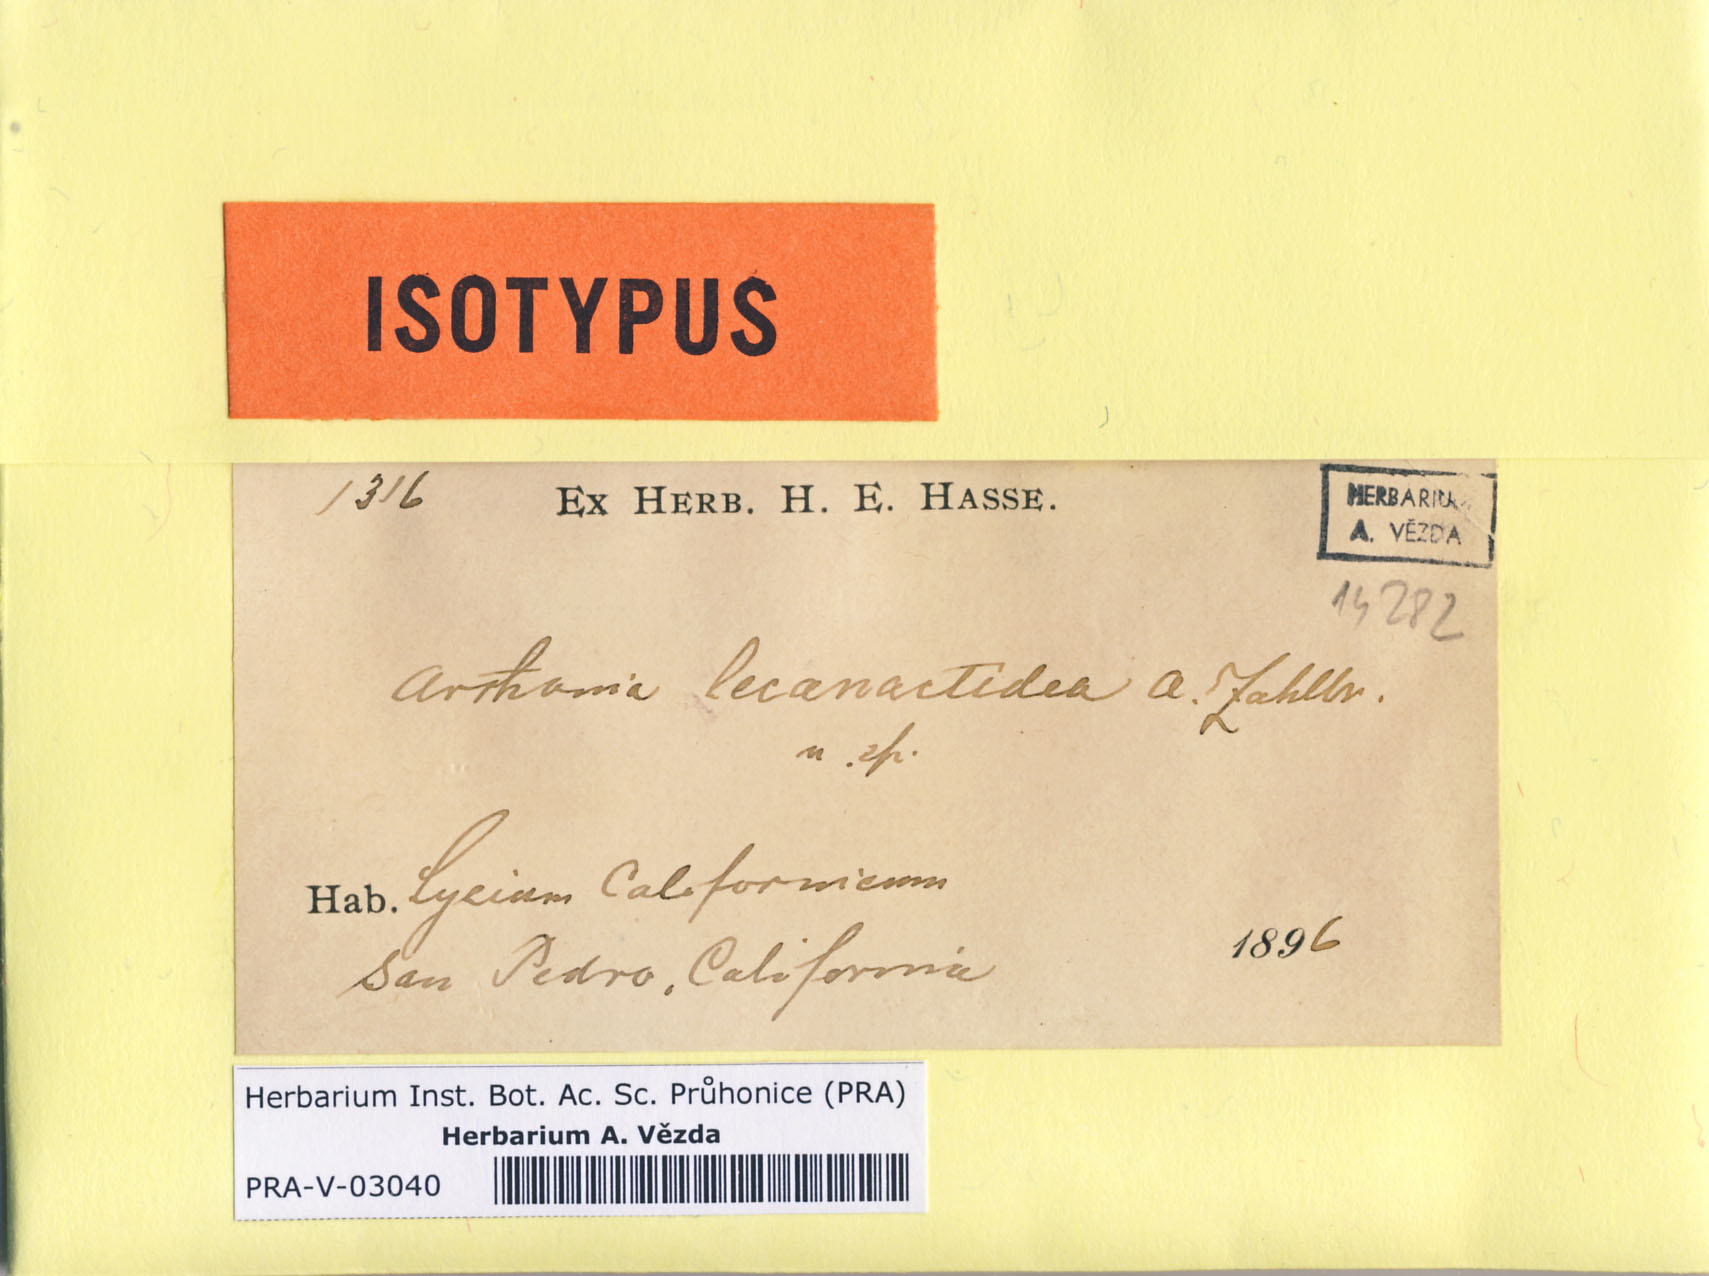 ISOTYPUS
1316
EX HERB. H. E. HASSE.
HERBARIUM
A. VĚZDA
14282
Arthonia lecanactidea A. Zahlbr.
n. sp.
Hab. Lycium Californicum
San Pedro, California
1896
Herbarium Inst. Bot. Ac. Sc. Průhonice (PRA)
Herbarium A. Vězda
PRA-V-03040